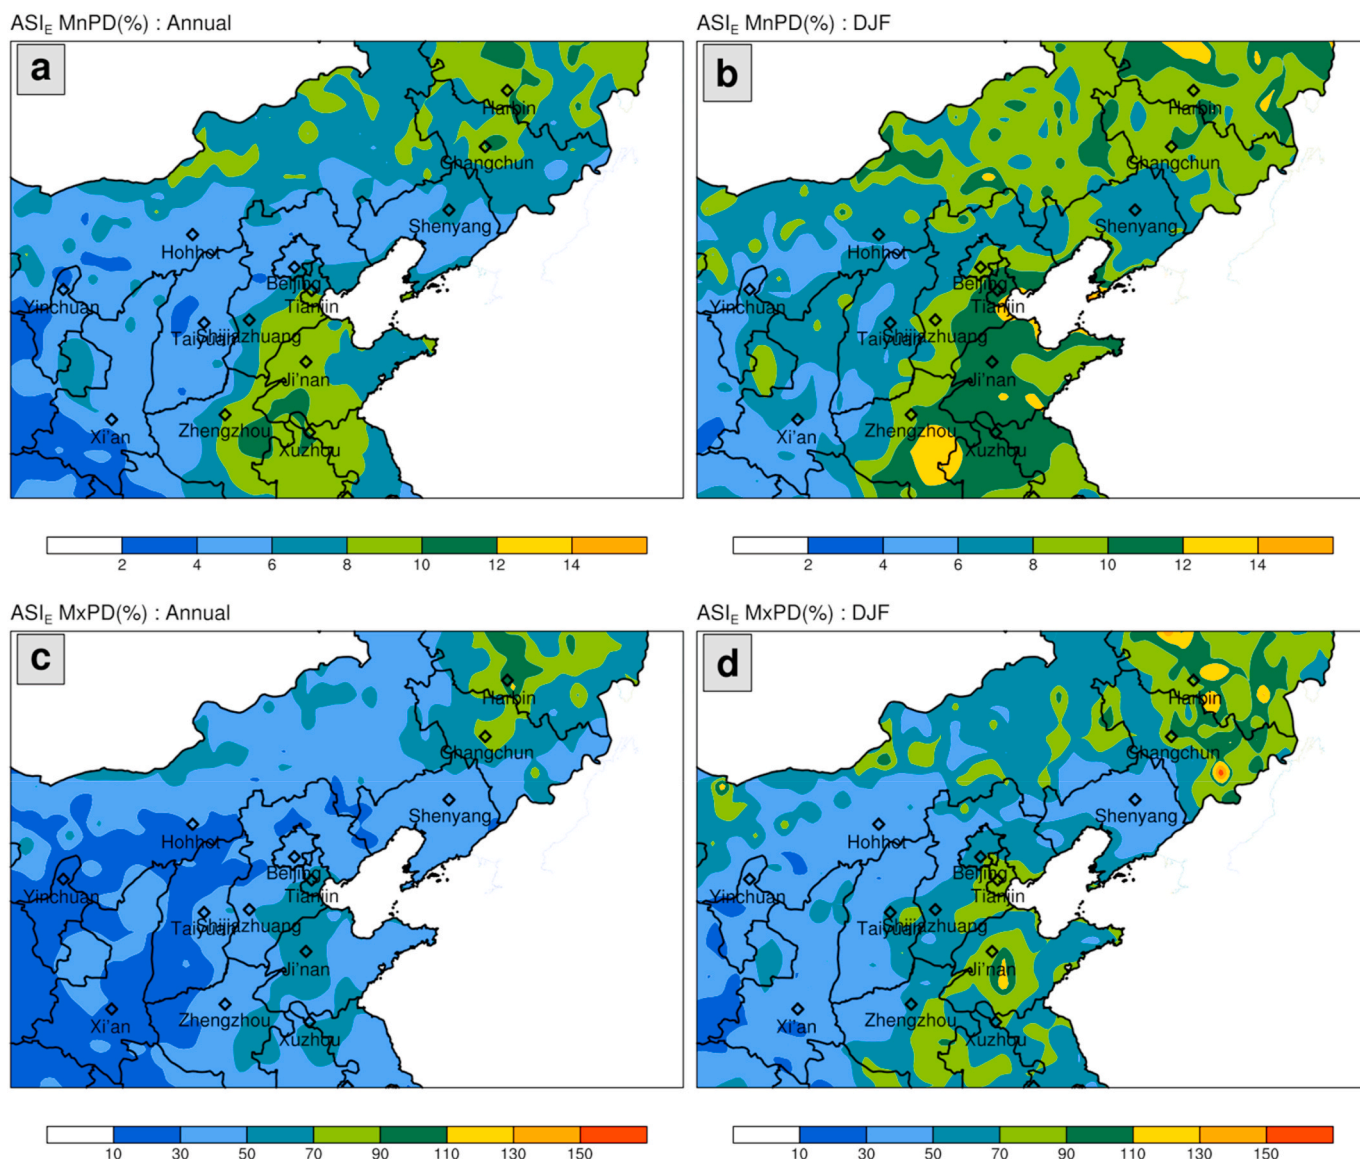 ASIE MnPD(%) : Annual
ASIE MnPD(%) : DJF
a
Harbin
Changchun
Shenyang
Hohhot
Beijing
Yinchuan
Tianjin
Taiyuan
Shijiazhuang
Ji'nan
Xi'an
Zhengzhou
Xuzhou
b
Harbin
Changchun
Shenyang
Hohhot
Beijing
Yinchuan
Tianjin
Taiyuan
Shijiazhuang
Ji'nan
Xi'an
Zhengzhou
Xuzhou
2 4 6 8 10 12 14
2 4 6 8 10 12 14
ASIE MxPD(%) : Annual
ASIE MxPD(%) : DJF
c
Harbin
Changchun
Shenyang
Hohhot
Beijing
Yinchuan
Tianjin
Taiyuan
Shijiazhuang
Ji'nan
Xi'an
Zhengzhou
Xuzhou
d
Harbin
Changchun
Shenyang
Hohhot
Beijing
Yinchuan
Tianjin
Taiyuan
Shijiazhuang
Ji'nan
Xi'an
Zhengzhou
Xuzhou
10 30 50 70 90 110 130 150
10 30 50 70 90 110 130 150